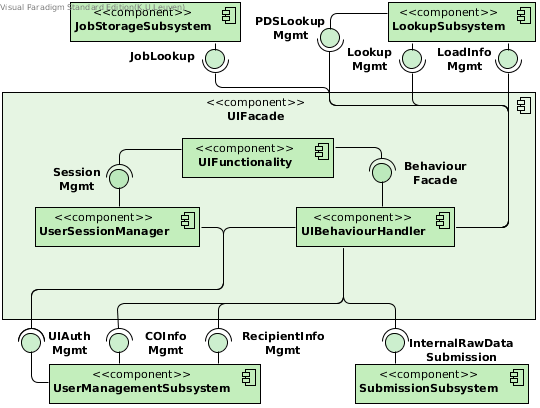 Visual Paradigm Standard Edition(K.U.Leuven)
<<component>>
JobStorageSubsystem
PDSLookup
Mgmt
<<component>>
LookupSubsystem
JobLookup
Lookup
Mgmt
LoadInfo
Mgmt
<<component>>
UIFacade
<<component>>
UIFunctionality
Session
Mgmt
Behaviour
Facade
<<component>>
UserSessionManager
<<component>>
UIBehaviourHandler
UIAuth
Mgmt
COInfo
Mgmt
RecipientInfo
Mgmt
InternalRawData
Submission
<<component>>
UserManagementSubsystem
<<component>>
SubmissionSubsystem